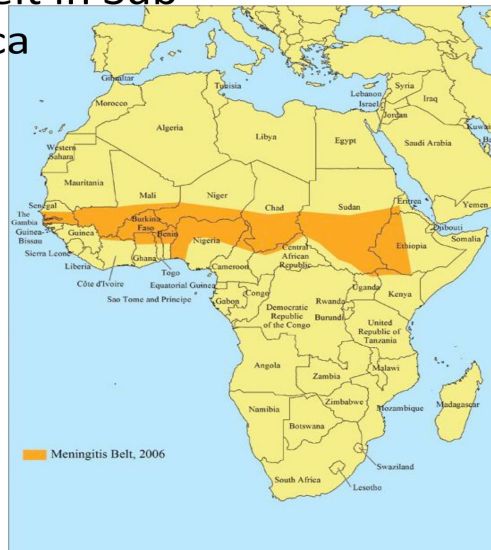 ca
Gibraltar
Tunisia
Morocco
Algeria
Libya
Egypt
Lebanon
Israel
Syria
Iraq
Jordan
Saudi Arabia
Western
Sahara
Mauritania
Mali
Niger
Chad
Sudan
Eritrea
Yemen
Djibouti
Somalia
Ethiopia
Senegal
The
Gambia
Guinea-
Bissau
Guinea
Sierra Leone
Liberia
Côte d'Ivoire
Burkina
Faso
Ghana
Togo
Benin
Nigeria
Cameroon
Central
African
Republic
Equatorial Guinea
Sao Tome and Principe
Gabon
Congo
Democratic
Republic
of the Congo
Uganda
Kenya
Rwanda
Burundi
United
Republic of
Tanzania
Angola
Zambia
Malawi
Mozambique
Zimbabwe
Madagascar
Namibia
Botswana
South Africa
Swaziland
Lesotho
Meningitis Belt, 2006